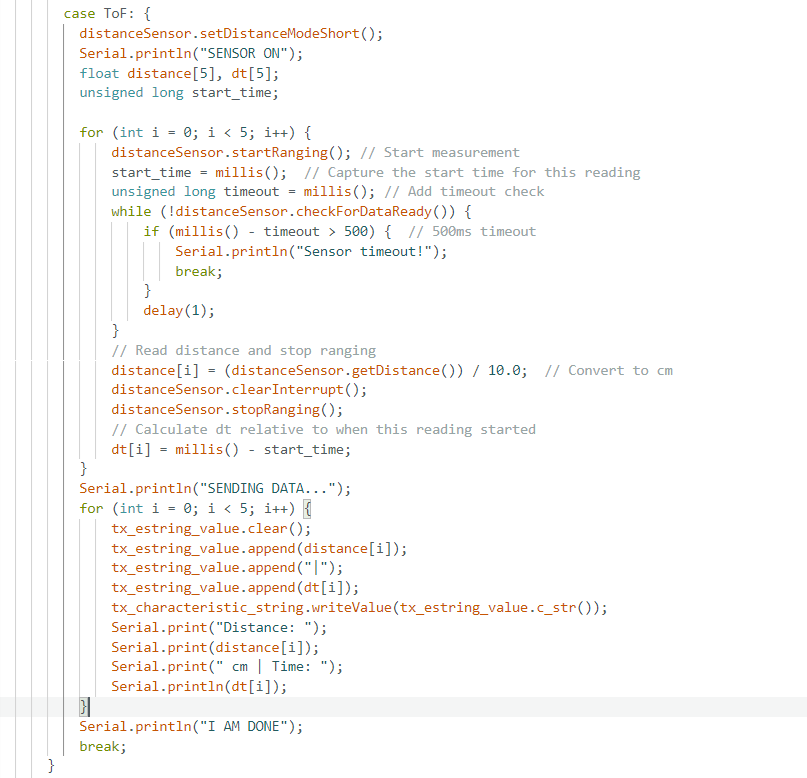 case ToF: {
distanceSensor.setDistanceModeShort();
Serial.println("SENSOR ON");
float distance[5], dt[5];
unsigned long start_time;
for (int i = 0; i < 5; i++) {
distanceSensor.startRanging(); // Start measurement
start_time = millis();  // Capture the start time for this reading
unsigned long timeout = millis(); // Add timeout check
while (!distanceSensor.checkForDataReady()) {
if (millis() - timeout > 500) {  // 500ms timeout
Serial.println("Sensor timeout!");
break;
}
delay(1);
}
// Read distance and stop ranging
distance[i] = (distanceSensor.getDistance()) / 10.0;  // Convert to cm
distanceSensor.clearInterrupt();
distanceSensor.stopRanging();
// Calculate dt relative to when this reading started
dt[i] = millis() - start_time;
}
Serial.println("SENDING DATA...");
for (int i = 0; i < 5; i++) {
tx_estring_value.clear();
tx_estring_value.append(distance[i]);
tx_estring_value.append("|");
tx_estring_value.append(dt[i]);
tx_characteristic_string.writeValue(tx_estring_value.c_str());
Serial.print("Distance: ");
Serial.print(distance[i]);
Serial.print(" cm | Time: ");
Serial.println(dt[i]);
}
Serial.println("I AM DONE");
break;
}